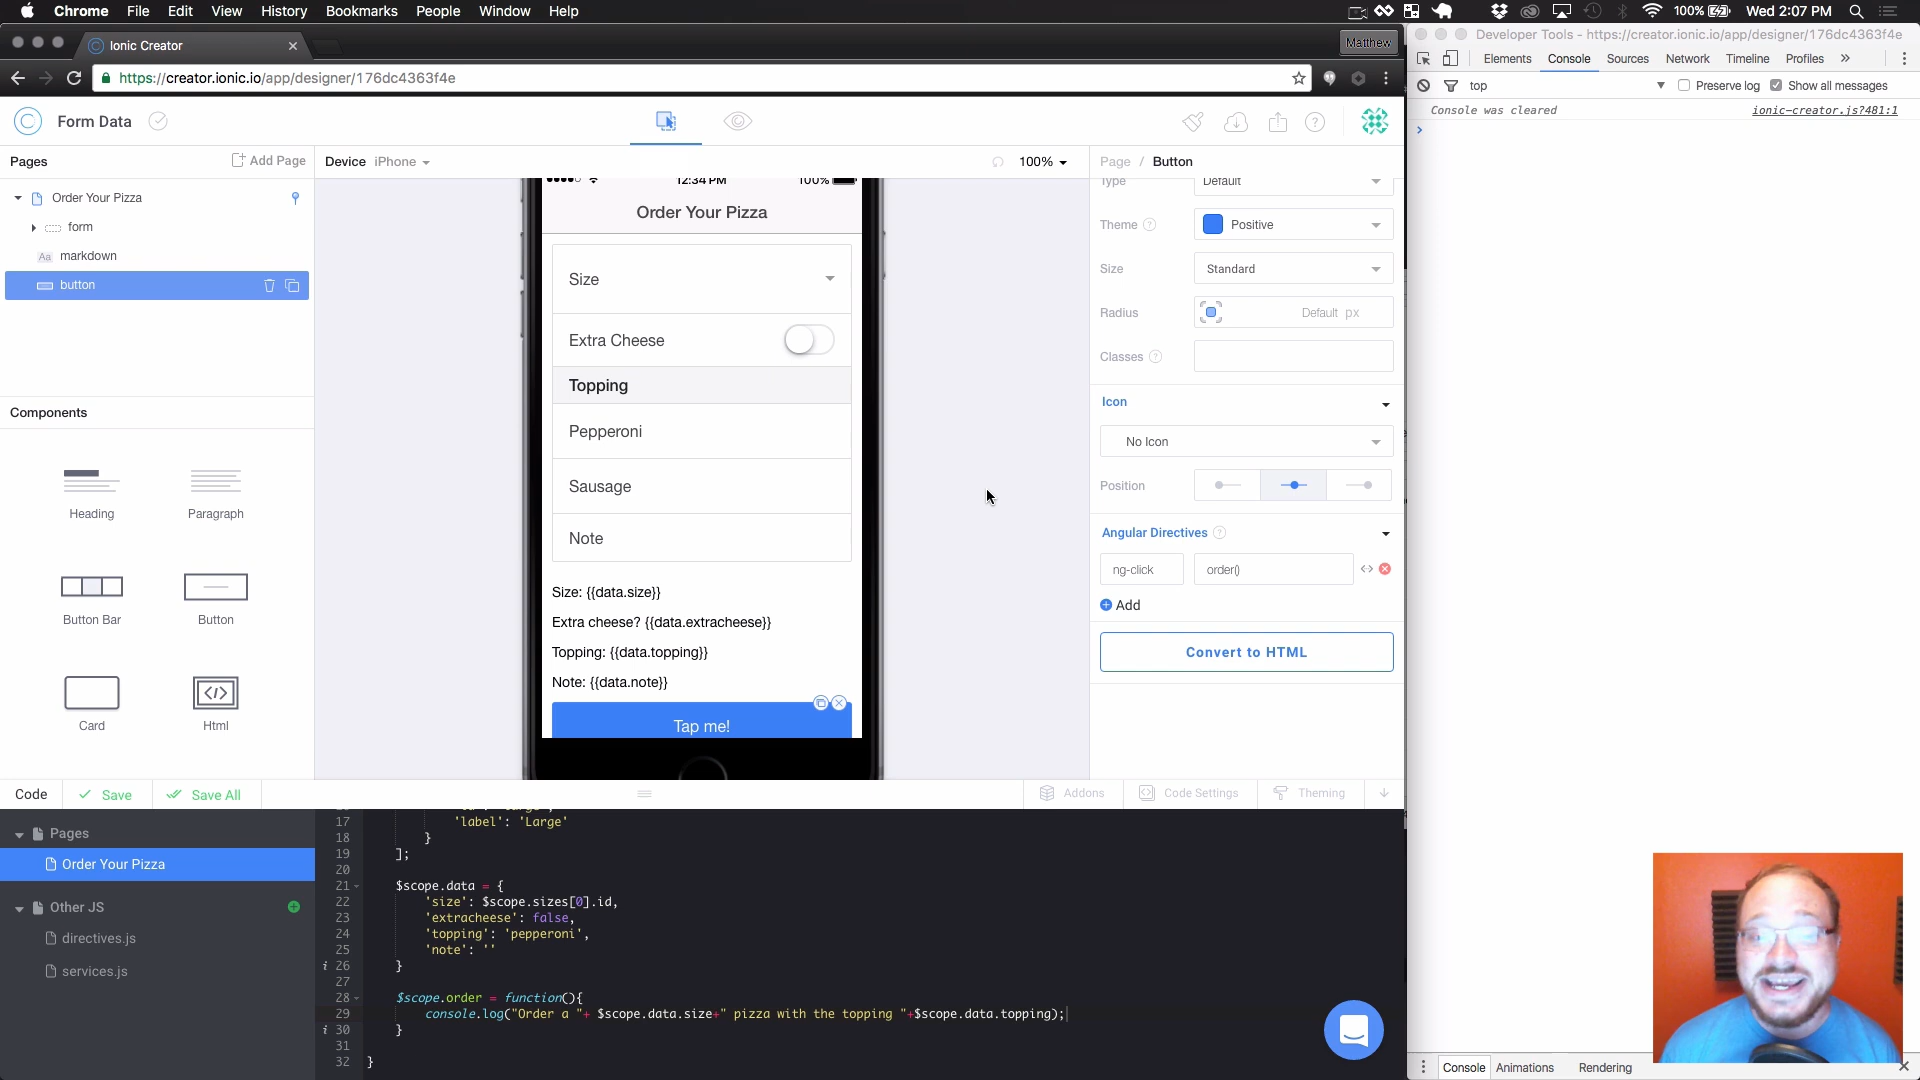 Chrome File Edit View History Bookmarks People Window Help
100% Wed 2:07 PM
Ionic Creator
Matthew
Developer Tools - https://creator.ionic.io/app/designer/176dc4363f4e
https://creator.ionic.io/app/designer/176dc4363f4e
Elements Console Sources Network Timeline Profiles »
top Preserve log Show all messages
Console was cleared ionic-creator.js?481:1
Form Data
Pages Add Page
Device iPhone 100%
Page / Button
Order Your Pizza
form
markdown
button
Components
Heading Paragraph
Button Bar Button
Card Html
12:34 PM 100%
Order Your Pizza
Size
Extra Cheese
Topping
Pepperoni
Sausage
Note
Size: {{data.size}}
Extra cheese? {{data.extracheese}}
Topping: {{data.topping}}
Note: {{data.note}}
Tap me!
Type Default
Theme Positive
Size Standard
Radius Default px
Classes
Icon
No Icon
Position
Angular Directives
ng-click order()
Add
Convert to HTML
Code Save Save All
Addons Code Settings Theming
Pages
Order Your Pizza
Other JS
directives.js
services.js
17 'label': 'Large'
18 }
19 ];
20
21 $scope.data = {
22 'size': $scope.sizes[0].id,
23 'extracheese': false,
24 'topping': 'pepperoni',
25 'note': ''
26 }
27
28 $scope.order = function(){
29 console.log("Order a "+ $scope.data.size+" pizza with the topping "+$scope.data.topping);
30 }
31
32 }
Console Animations Rendering